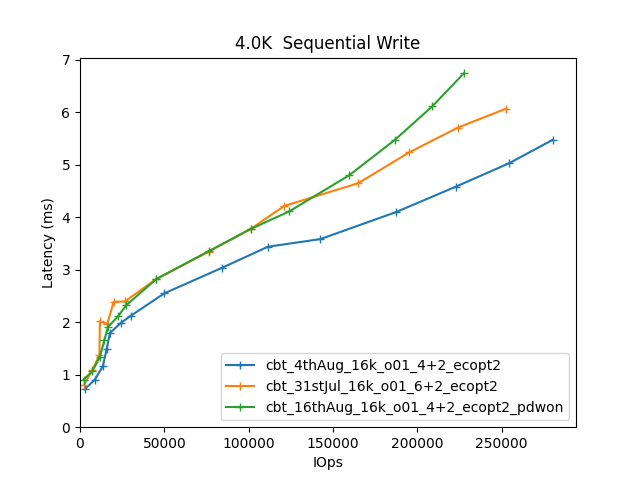 4.0K  Sequential Write
Latency (ms)
7
6
5
4
3
2
1
0
0 50000 100000 150000 200000 250000
IOps
cbt_4thAug_16k_o01_4+2_ecopt2
cbt_31stJul_16k_o01_6+2_ecopt2
cbt_16thAug_16k_o01_4+2_ecopt2_pdwon